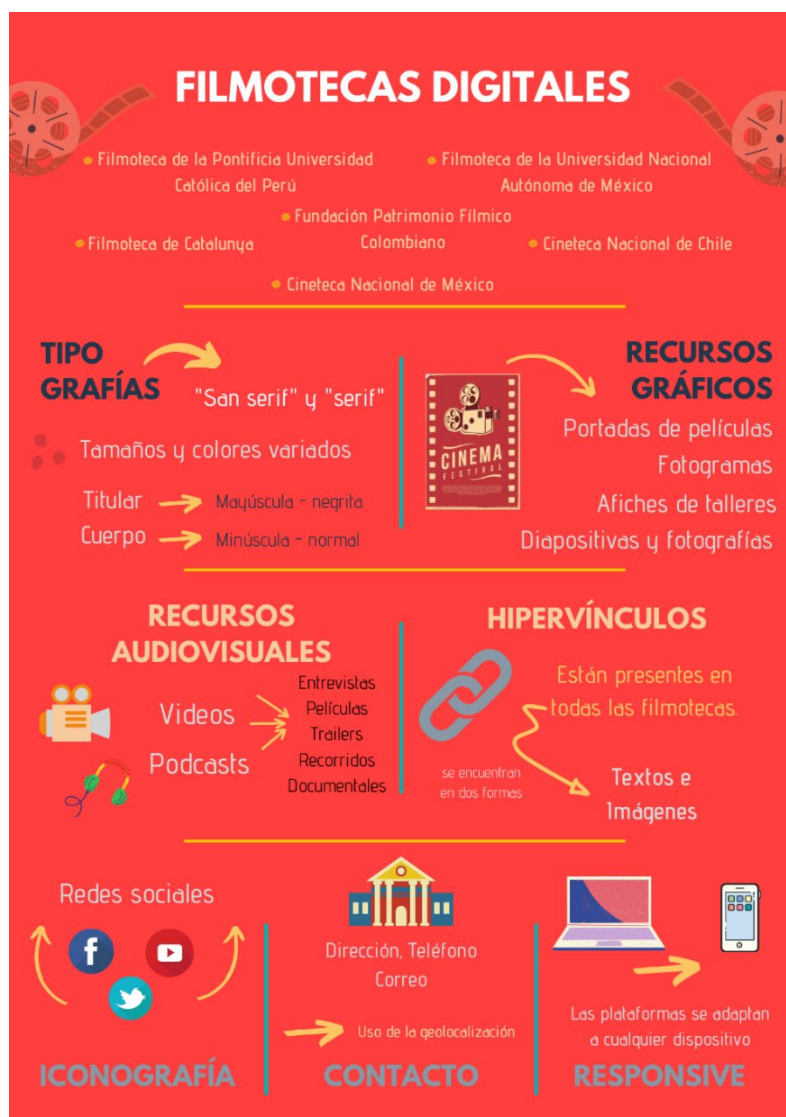 FILMOTECAS DIGITALES
Filmoteca de la Pontificia Universidad
Católica del Perú
Filmoteca de la Universidad Nacional
Autónoma de México
Fundación Patrimonio Fílmico
Colombiano
Filmoteca de Catalunya
Cineteca Nacional de Chile
Cineteca Nacional de México
TIPO
GRAFÍAS
"San serif" y "serif"
Tamaños y colores variados
Titular
Mayúscula - negrita
Cuerpo
Minúscula - normal
CINEMA
FESTIVAL
RECURSOS
GRÁFICOS
Portadas de películas
Fotogramas
Afiches de talleres
Diapositivas y fotografías
RECURSOS
AUDIOVISUALES
Videos
Podcasts
Entrevistas
Películas
Trailers
Recorridos
Documentales
HIPERVÍNCULOS
Están presentes en
todas las filmotecas.
se encuentran
en dos formas
Textos e
Imágenes
Redes sociales
f
ICONOGRAFÍA
Dirección, Teléfono
Correo
Uso de la geolocalización
CONTACTO
Las plataformas se adaptan
a cualquier dispositivo
RESPONSIVE